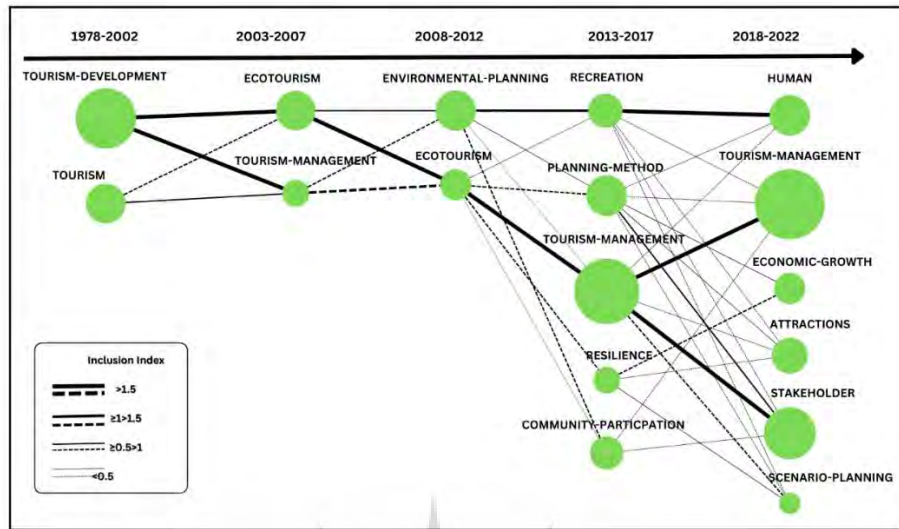 1978-2002 2003-2007 2008-2012 2013-2017 2018-2022
TOURISM-DEVELOPMENT ECOTOURISM ENVIRONMENTAL-PLANNING RECREATION HUMAN
TOURISM TOURISM-MANAGEMENT ECOTOURISM PLANNING-METHOD TOURISM-MANAGEMENT
TOURISM-MANAGEMENT ECONOMIC-GROWTH
ATTRACTIONS
RESILIENCE
STAKEHOLDER
COMMUNITY-PARTICPATION
SCENARIO-PLANNING
Inclusion Index
>1.5
≥1>1.5
≥0.5>1
<0.5